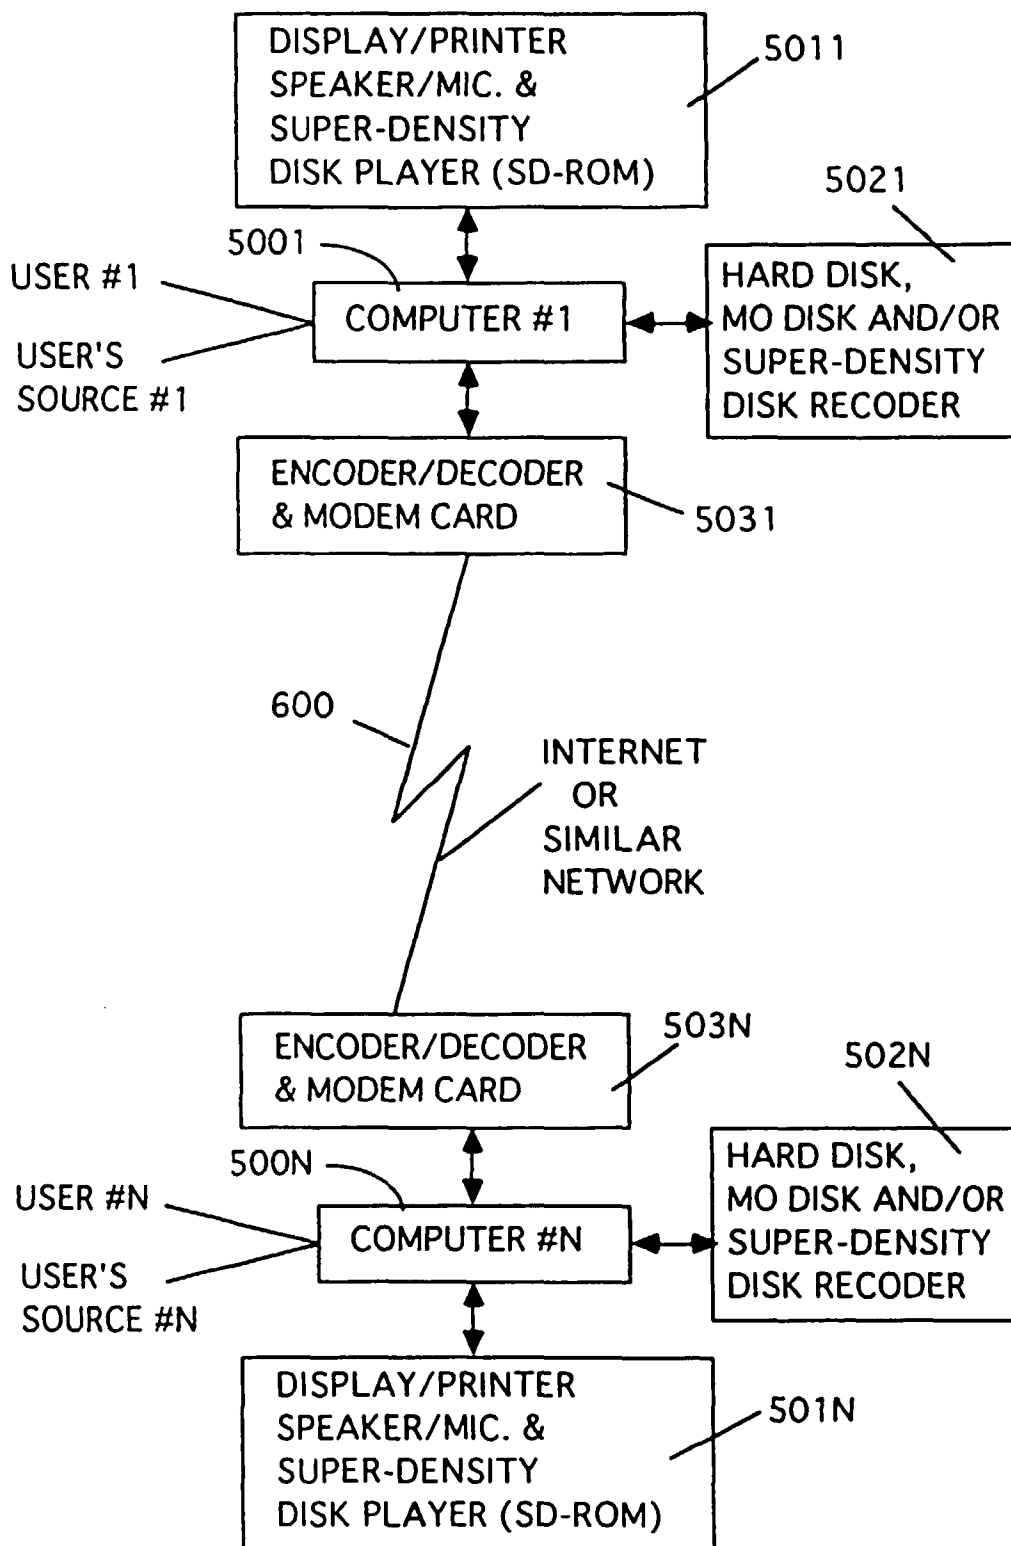 DISPLAY/PRINTER
SPEAKER/MIC. &
SUPER-DENSITY
DISK PLAYER (SD-ROM)
5011
5021
5001
USER #1
USER'S
SOURCE #1
COMPUTER #1
HARD DISK,
MO DISK AND/OR
SUPER-DENSITY
DISK RECODER
ENCODER/DECODER
& MODEM CARD
5031
600
INTERNET
OR
SIMILAR
NETWORK
ENCODER/DECODER
& MODEM CARD
503N
502N
500N
USER #N
USER'S
SOURCE #N
COMPUTER #N
HARD DISK,
MO DISK AND/OR
SUPER-DENSITY
DISK RECODER
DISPLAY/PRINTER
SPEAKER/MIC. &
SUPER-DENSITY
DISK PLAYER (SD-ROM)
501N